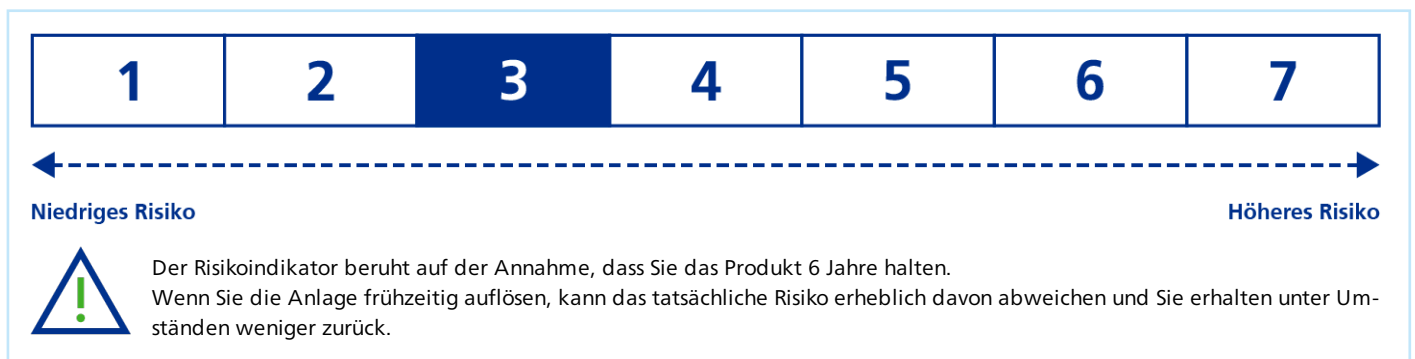 1 2 3 4 5 6 7
Niedriges Risiko Höheres Risiko
Der Risikoindikator beruht auf der Annahme, dass Sie das Produkt 6 Jahre halten.
Wenn Sie die Anlage frühzeitig auflösen, kann das tatsächliche Risiko erheblich davon abweichen und Sie erhalten unter Um-
ständen weniger zurück.